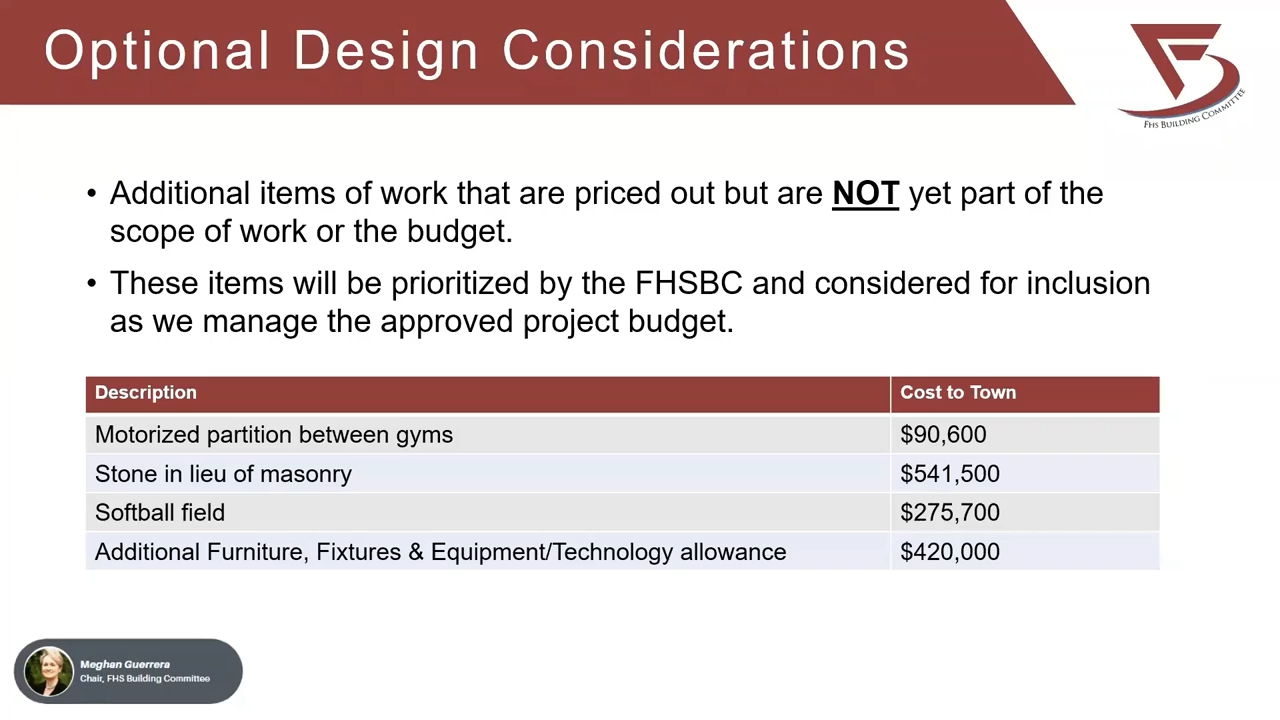 Optional Design Considerations
FHS BUILDING COMMITTEE
• Additional items of work that are priced out but are NOT yet part of the
scope of work or the budget.
• These items will be prioritized by the FHSBC and considered for inclusion
as we manage the approved project budget.
Description Cost to Town
Motorized partition between gyms $90,600
Stone in lieu of masonry $541,500
Softball field $275,700
Additional Furniture, Fixtures & Equipment/Technology allowance $420,000
Meghan Guerrera
Chair, FHS Building Committee